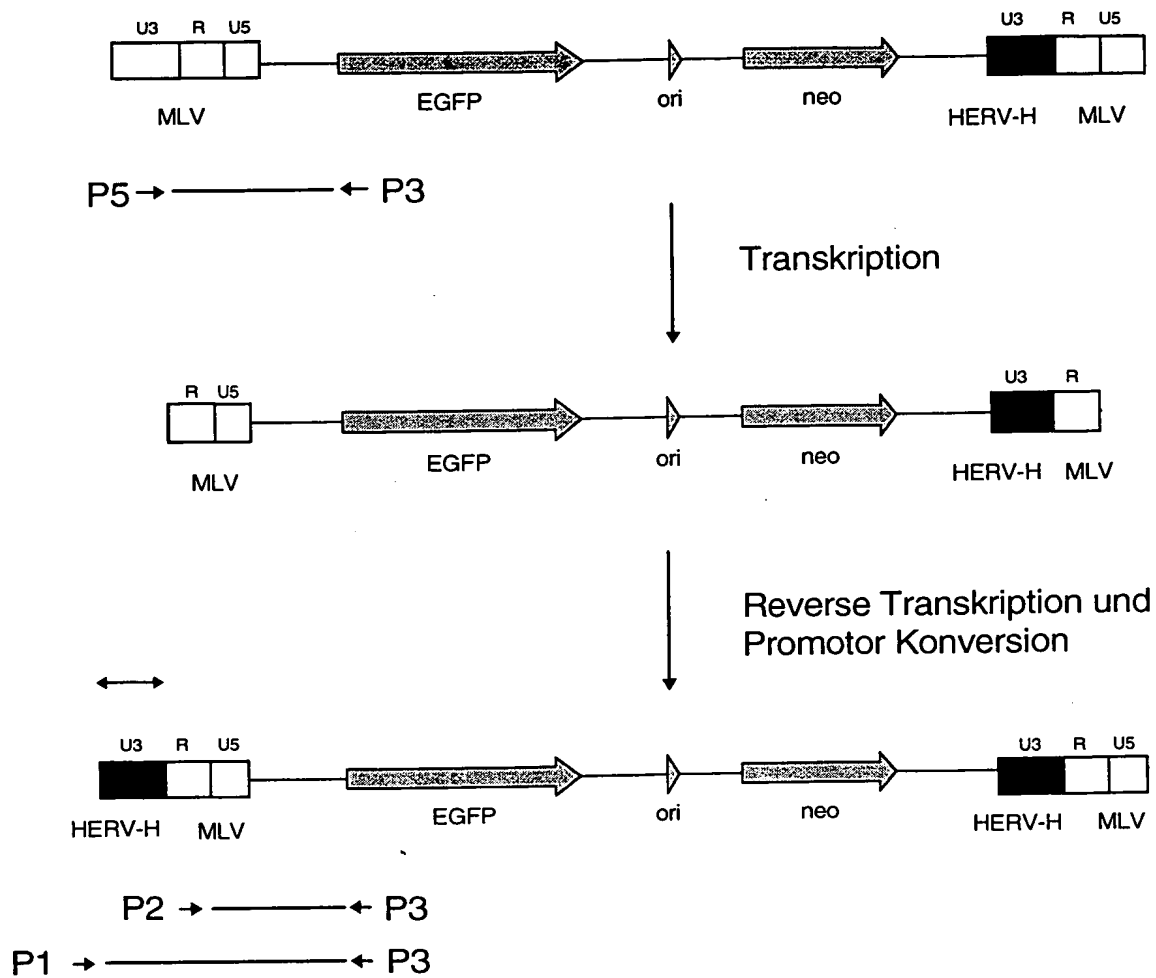 U3 R U5 U3 R U5
EGFP ori neo
MLV HERV-H MLV
P5 P3
Transkription
R U5 U3 R
EGFP ori neo
MLV HERV-H MLV
Reverse Transkription und
Promotor Konversion
U3 R U5 U3 R U5
EGFP ori neo
HERV-H MLV HERV-H MLV
P2 P3
P1 P3